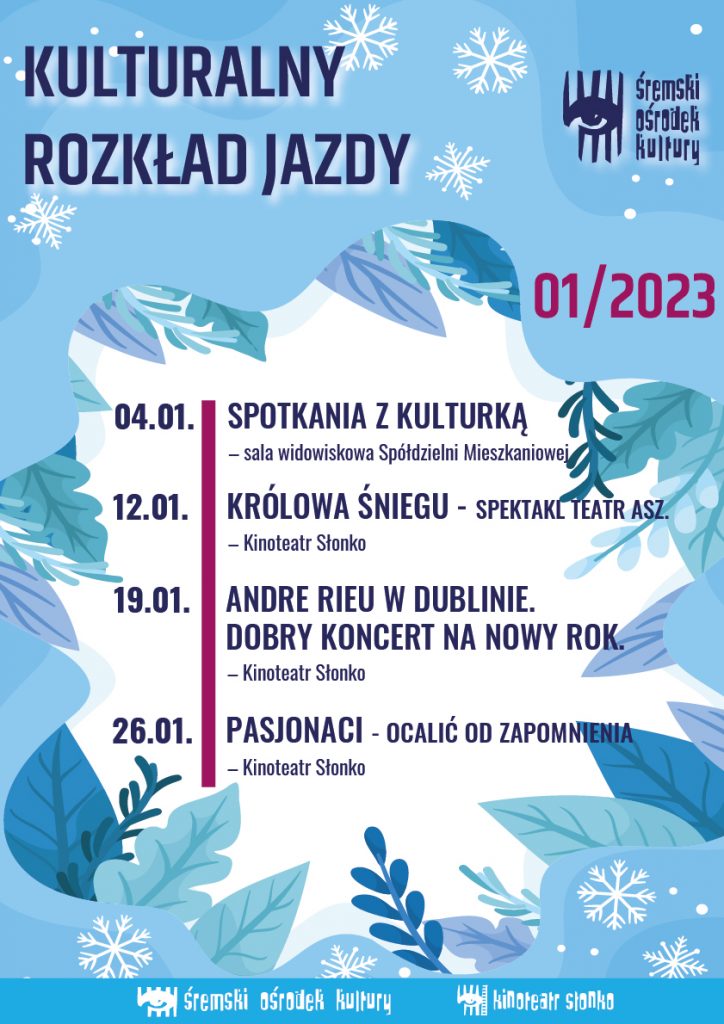 KULTURALNY
ROZKŁAD JAZDY
śremski
ośrodek
kultury
01/2023
04.01.
SPOTKANIA Z KULTURKĄ
– sala widowiskowa Spółdzielni Mieszkaniowej
12.01.
KRÓLOWA ŚNIEGU - SPEKTAKL TEATR ASZ.
– Kinoteatr Słonko
19.01.
ANDRE RIEU W DUBLINIE.
DOBRY KONCERT NA NOWY ROK.
– Kinoteatr Słonko
26.01.
PASJONACI - OCALIĆ OD ZAPOMNIENIA
– Kinoteatr Słonko
śremski ośrodek kultury
kinoteatr słonko